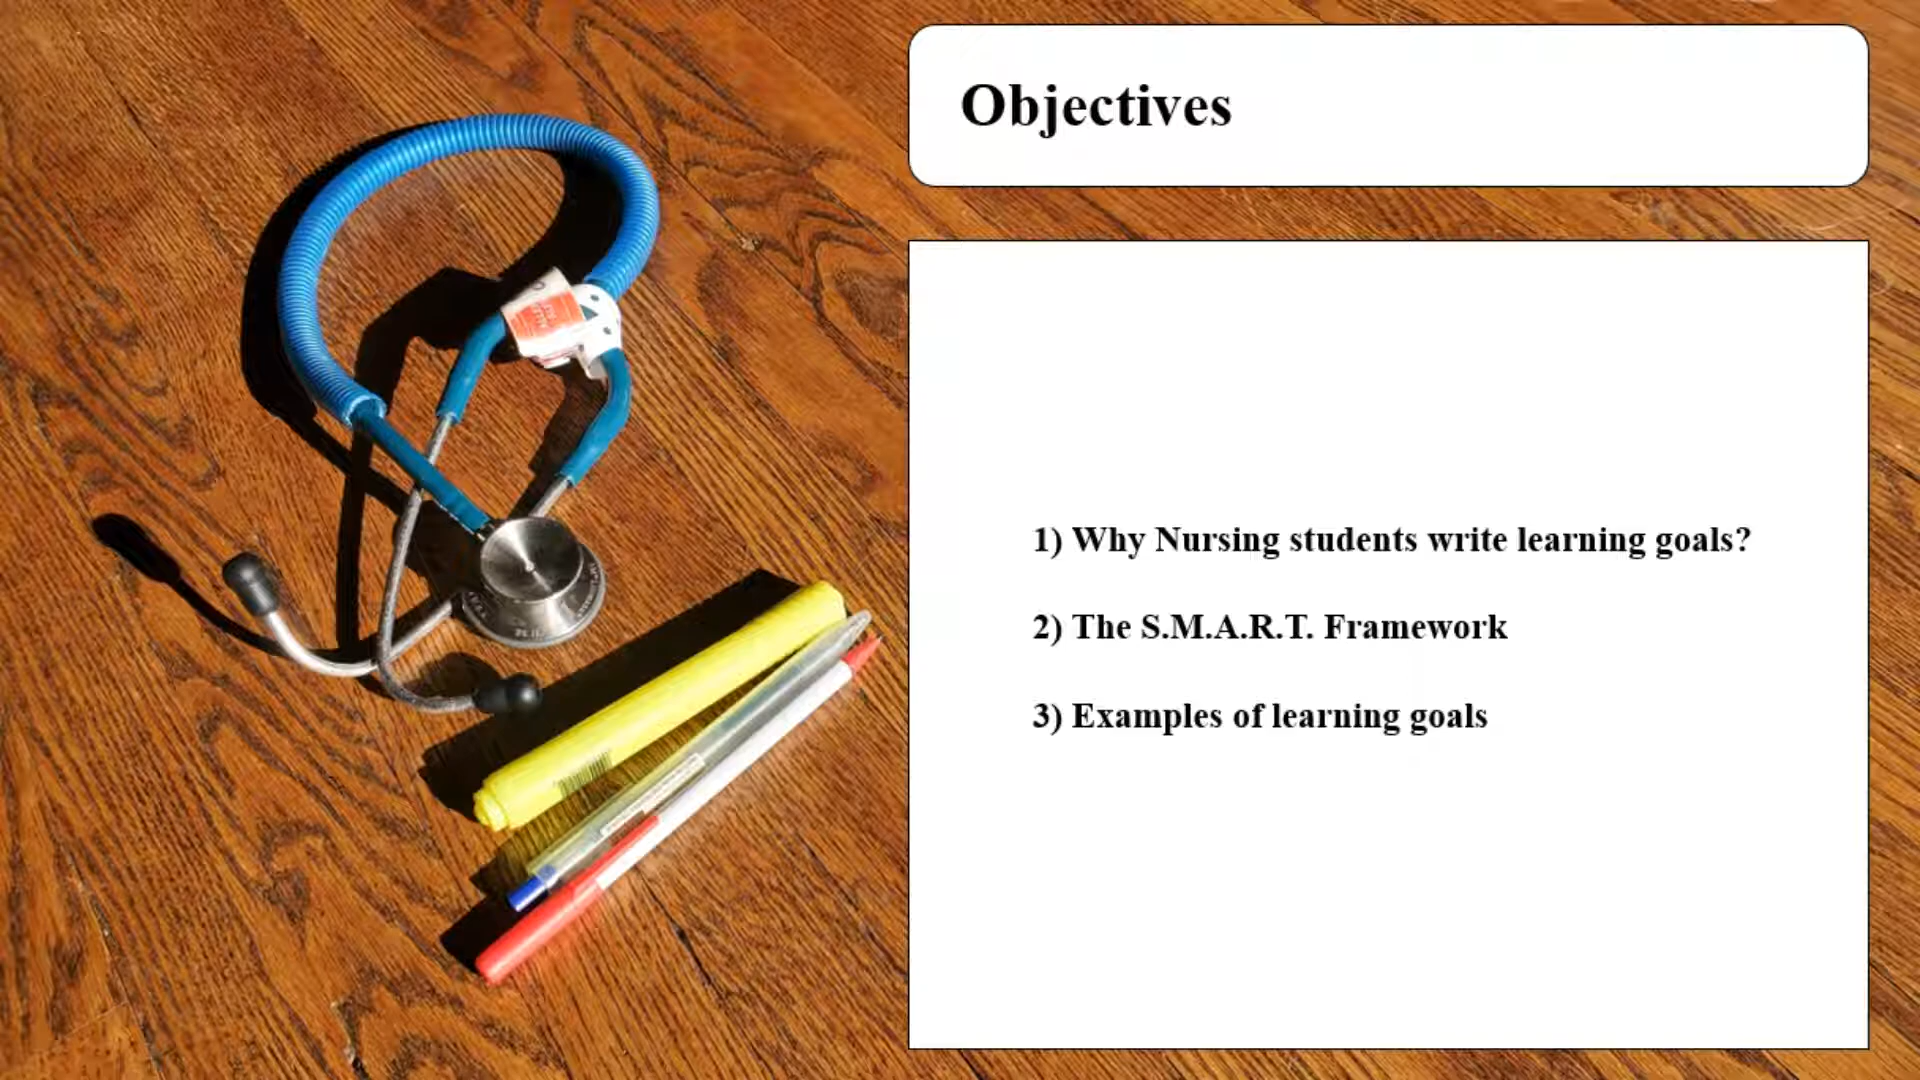 Objectives
1) Why Nursing students write learning goals?
2) The S.M.A.R.T. Framework
3) Examples of learning goals